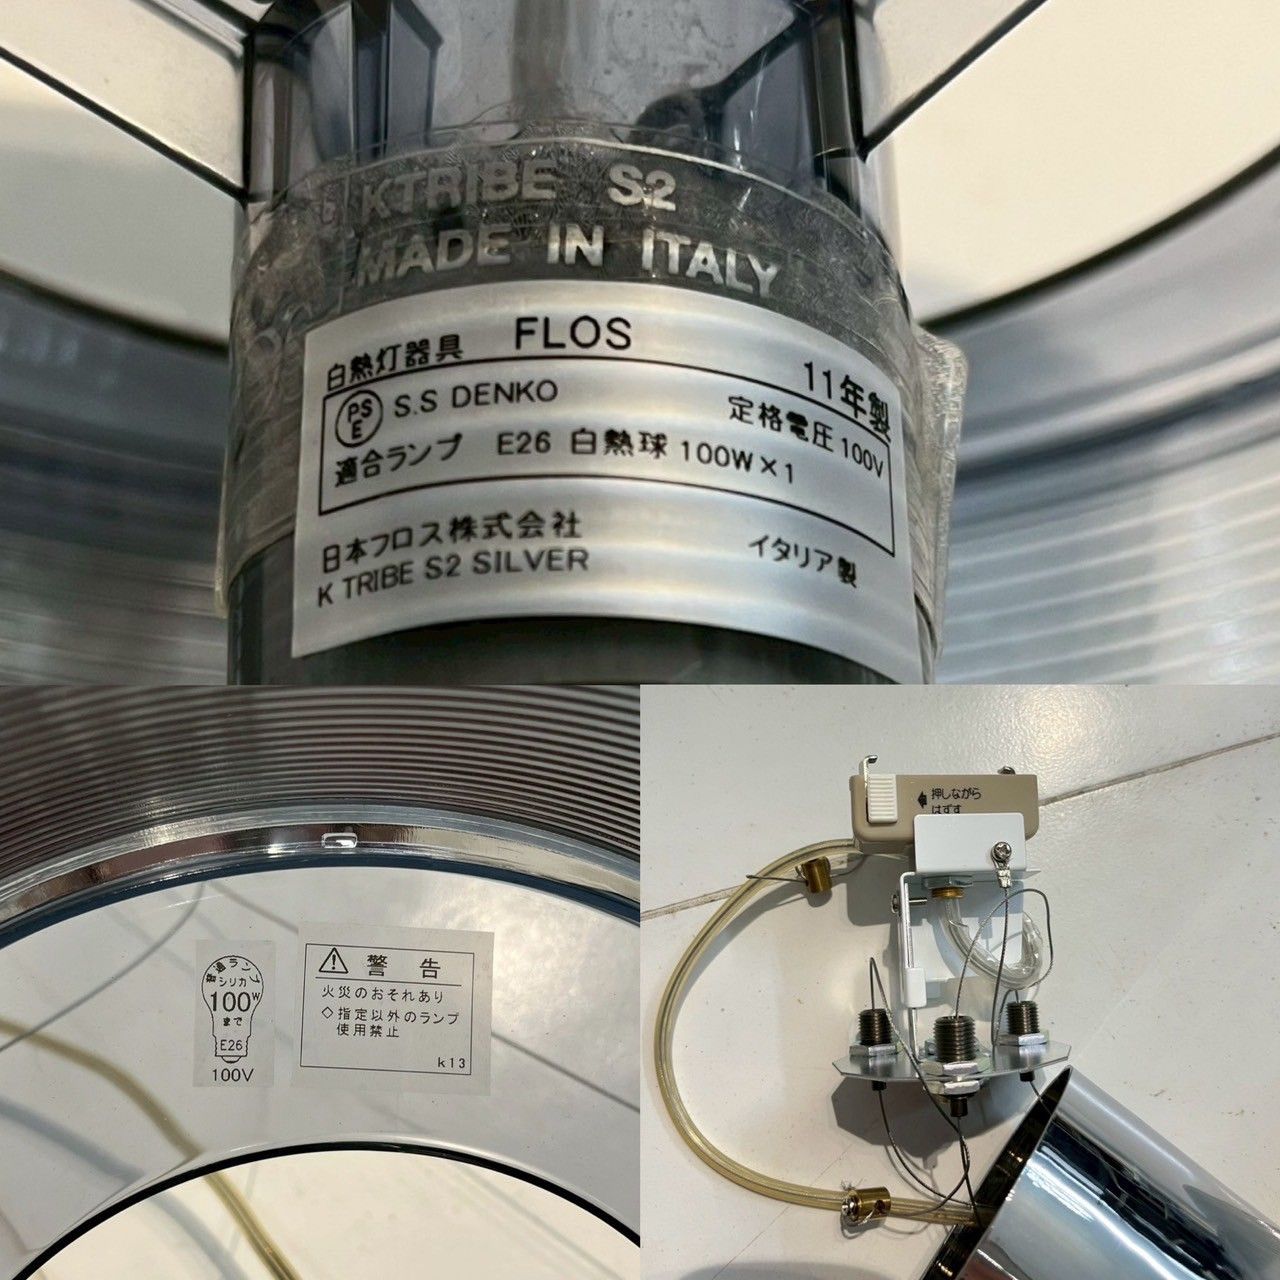 KTRIBE S2
MADE IN ITALY
白熱灯器具 FLOS 11年製
PSE S.S DENKO 定格電圧 100V
適合ランプ E26 白熱球 100W×1
日本フロス株式会社 イタリア製
K TRIBE S2 SILVER
普通ランプ
シリカ
100W
まで
E26
100V
⚠ 警告
火災のおそれあり
◇指定以外のランプ
使用禁止
k13
押しながら
はずす